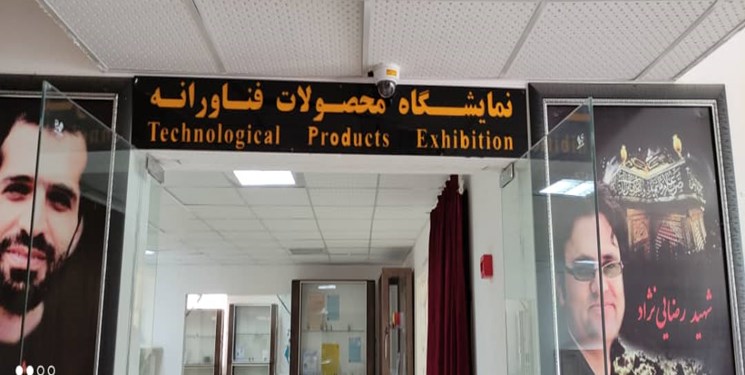 نمایشگاه محصولات فناورانه
Technological Products Exhibition
شهید رضایی نژاد